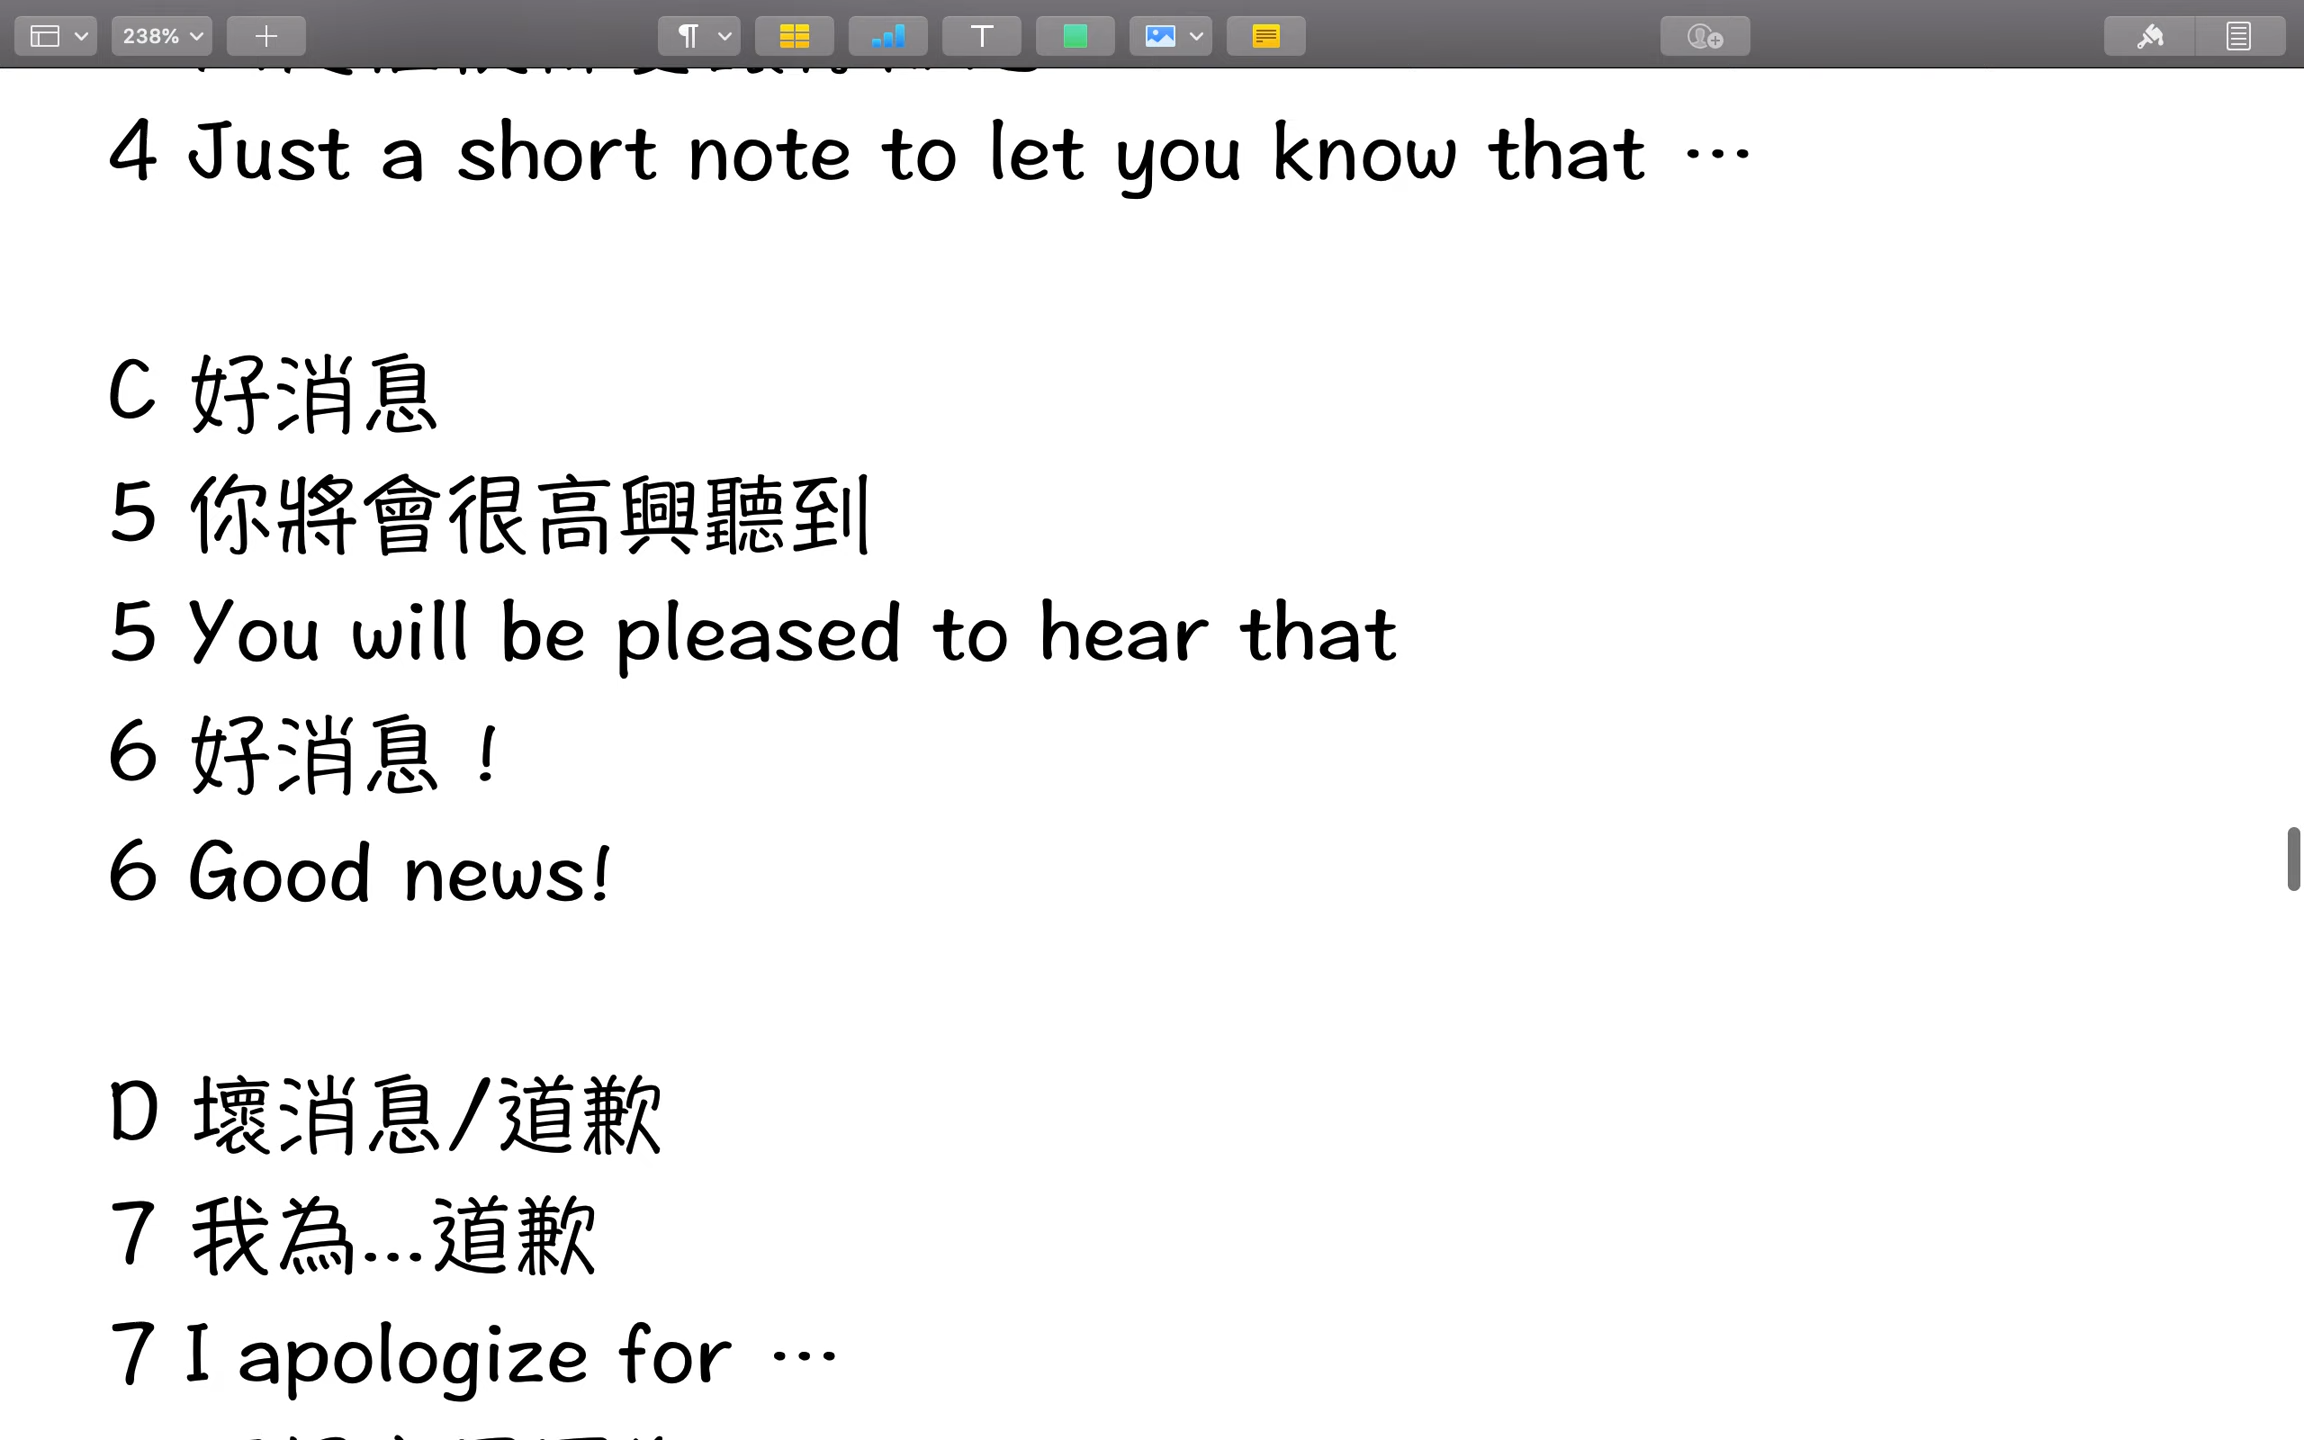 238%
4 Just a short note to let you know that …
C 好消息
5 你將會很高興聽到
5 You will be pleased to hear that
6 好消息！
6 Good news!
D 壞消息/道歉
7 我為...道歉
7 I apologize for …